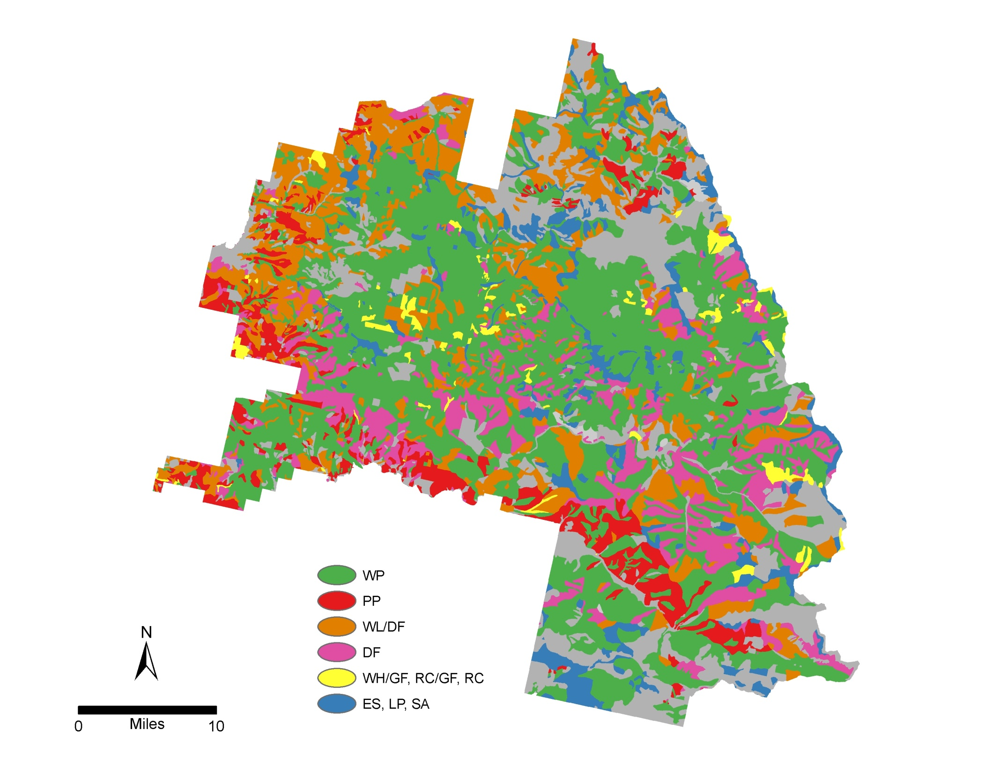 WP
PP
WL/DF
DF
WH/GF, RC/GF, RC
ES, LP, SA
N
0 Miles 10